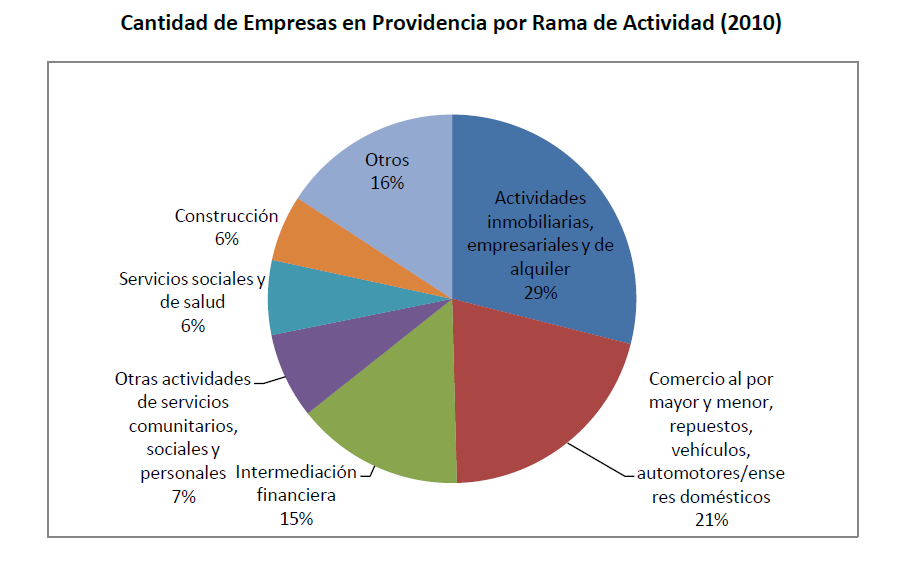 Cantidad de Empresas en Providencia por Rama de Actividad (2010)
Otros
16%
Actividades
inmobiliarias,
empresariales y de
alquiler
29%
Construcción
6%
Servicios sociales y
de salud
6%
Otras actividades
de servicios
comunitarios,
sociales y
personales
7%
Intermediación
financiera
15%
Comercio al por
mayor y menor,
repuestos,
vehículos,
automotores/ense
res domésticos
21%